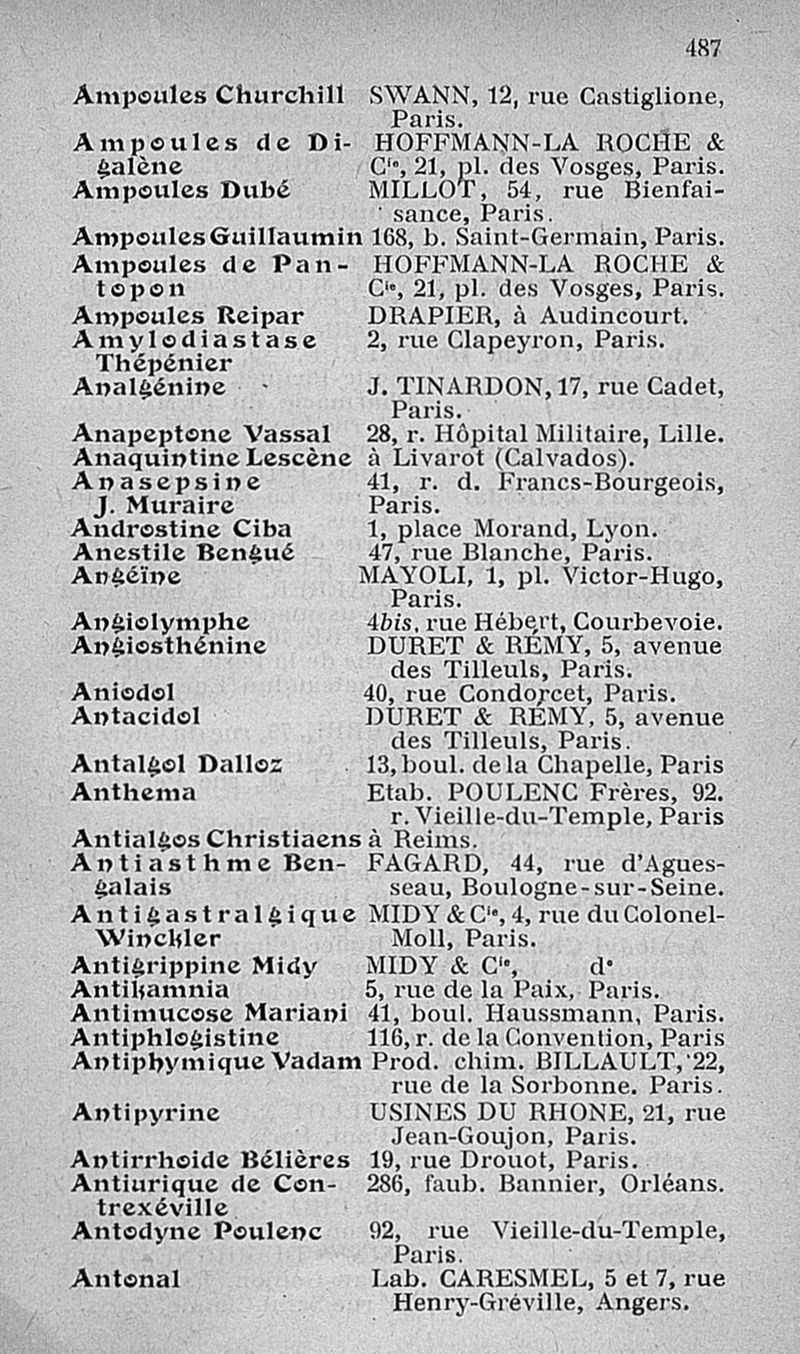 487
Ampoules Churchill SWANN, 12, rue Castiglione,
Paris.
Ampoules de Di- HOFFMANN-LA ROCHE &
galène Cie, 21, pl. des Vosges, Paris.
Ampoules Dubé MILLOT, 54, rue Bienfai-
sance, Paris.
Ampoules Guillaumin 168, b. Saint-Germain, Paris.
Ampoules de Pan- HOFFMANN-LA ROCHE &
topon Cie, 21, pl. des Vosges, Paris.
Ampoules Reipar DRAPIER, à Audincourt.
Amylodiastase 2, rue Clapeyron, Paris.
Thépénier
Analgénine J. TINARDON, 17, rue Cadet,
Paris.
Anapeptone Vassal 28, r. Hôpital Militaire, Lille.
Anaquintine Lescène à Livarot (Calvados).
Anasepsine 41, r. d. Francs-Bourgeois,
J. Muraire Paris.
Androstine Ciba 1, place Morand, Lyon.
Anestile Bengué 47, rue Blanche, Paris.
Angéïne MAYOLI, 1, pl. Victor-Hugo,
Paris.
Angiolymphe 4bis, rue Hébert, Courbevoie.
Angiosthénine DURET & RÉMY, 5, avenue
des Tilleuls, Paris.
Aniodol 40, rue Condorcet, Paris.
Antacidol DURET & RÉMY, 5, avenue
des Tilleuls, Paris.
Antalgol Dalloz 13, boul. de la Chapelle, Paris
Anthema Etab. POULENC Frères, 92.
r. Vieille-du-Temple, Paris
Antialgos Christiaens à Reims.
Antiasthme Ben- FAGARD, 44, rue d'Agues-
galais seau, Boulogne-sur-Seine.
Antigastralgique MIDY & Cie, 4, rue du Colonel-
Winckler Moll, Paris.
Antigrippine Midy MIDY & Cie, d°
Antikamnia 5, rue de la Paix, Paris.
Antimucose Mariani 41, boul. Haussmann, Paris.
Antiphlogistine 116, r. de la Convention, Paris
Antiphymique Vadam Prod. chim. BILLAULT, 22,
rue de la Sorbonne. Paris.
Antipyrine USINES DU RHONE, 21, rue
Jean-Goujon, Paris.
Antirrhoide Bélières 19, rue Drouot, Paris.
Antiurique de Con- 286, faub. Bannier, Orléans.
trexéville
Antodyne Poulenc 92, rue Vieille-du-Temple,
Paris.
Antonal Lab. CARESMEL, 5 et 7, rue
Henry-Gréville, Angers.